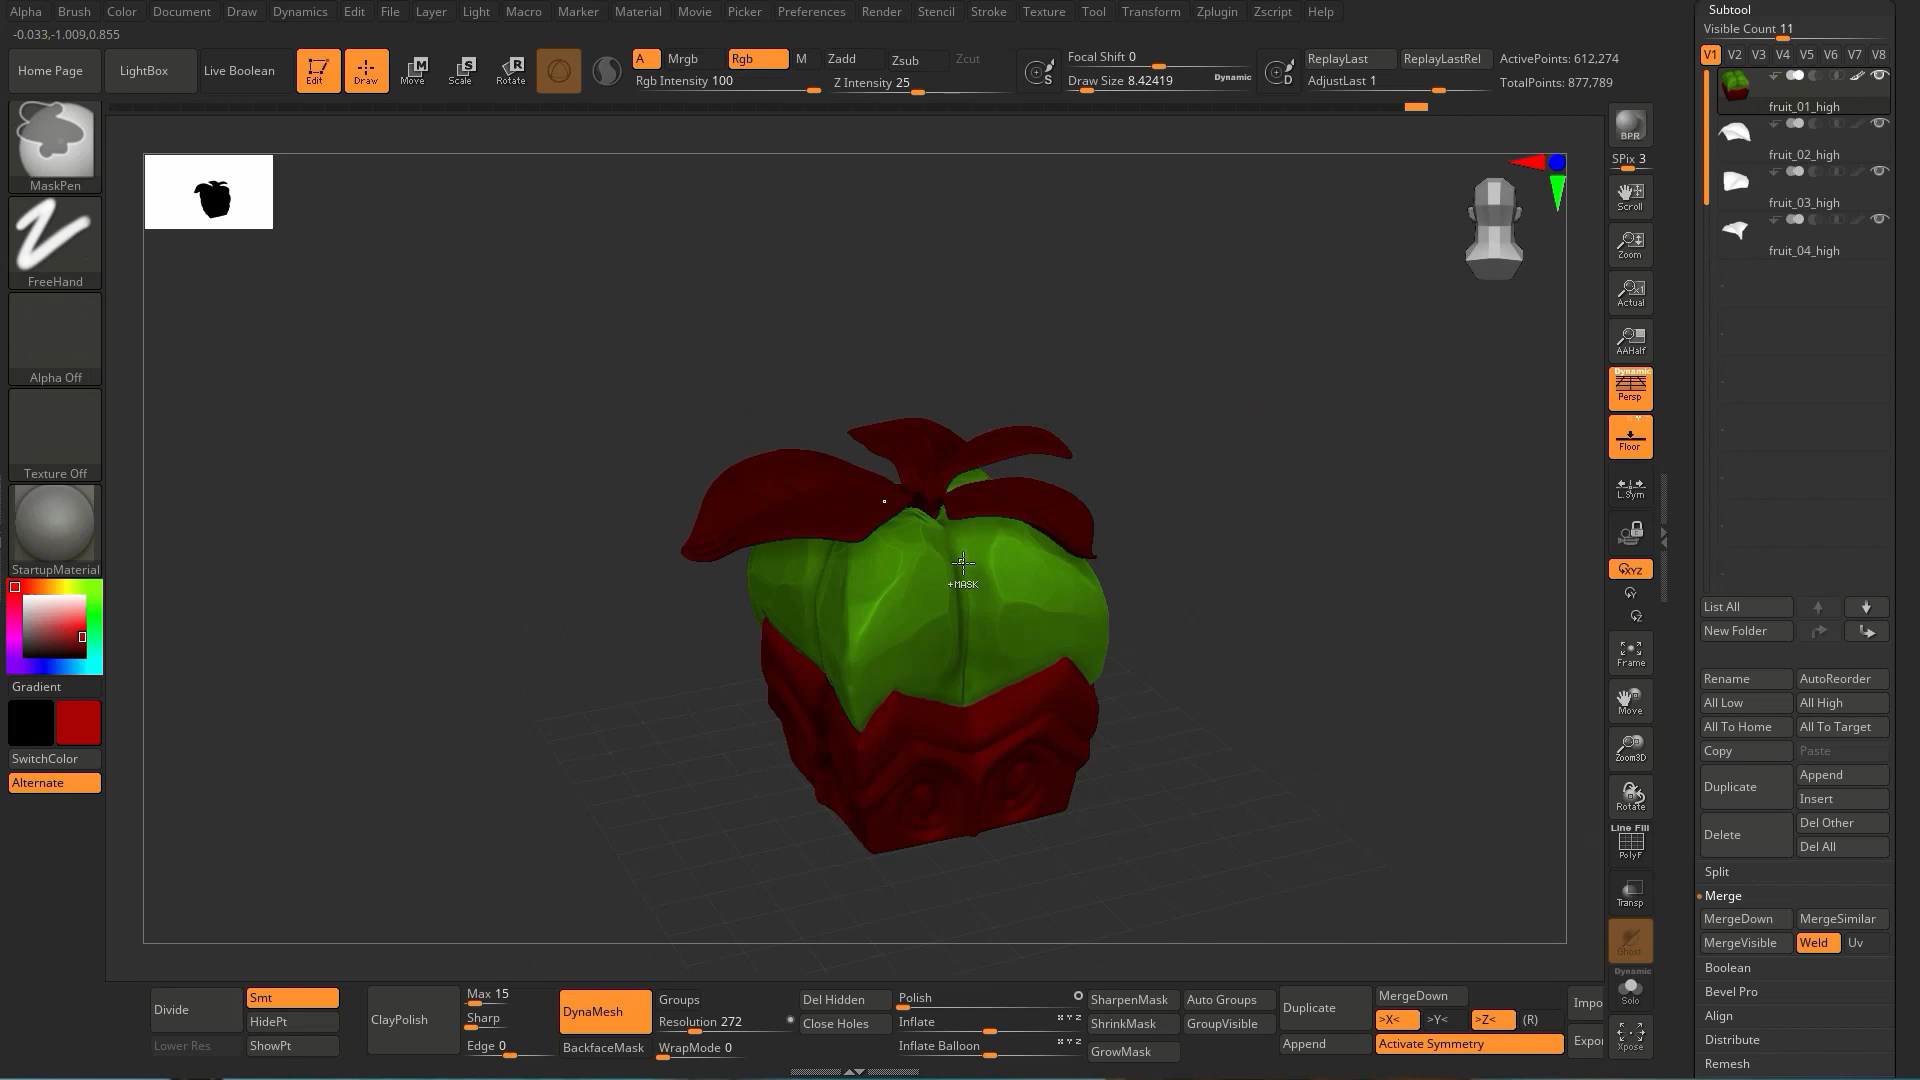 Alpha Brush Color Document Draw Dynamics Edit File Layer Light Macro Marker Material Movie Picker Preferences Render Stencil Stroke Texture Tool Transform Zplugin Zscript Help
-0.033,-1.009,0.855
Home Page
LightBox
Live Boolean
Edit
Draw
Move
Scale
Rotate
A
Mrgb
Rgb
M
Zadd
Zsub
Zcut
Rgb Intensity 100
Z Intensity 25
S
Focal Shift 0
Draw Size 8.42419
Dynamic
D
ReplayLast
ReplayLastRel
AdjustLast 1
ActivePoints: 612,274
TotalPoints: 877,789
MaskPen
FreeHand
Alpha Off
Texture Off
StartupMaterial
Gradient
SwitchColor
Alternate
+MASK
BPR
SPix 3
Scroll
Zoom
Actual
AAHalf
Dynamic
Persp
Floor
L.Sym
XYZ
Y
Z
Frame
Move
Zoom3D
Rotate
Line Fill
PolyF
Transp
Ghost
Dynamic
Solo
Xpose
Subtool
Visible Count 11
V1 V2 V3 V4 V5 V6 V7 V8
fruit_01_high
fruit_02_high
fruit_03_high
fruit_04_high
List All
New Folder
Rename
AutoReorder
All Low
All High
All To Home
All To Target
Copy
Paste
Duplicate
Append
Insert
Delete
Del Other
Del All
Split
Merge
MergeDown
MergeSimilar
MergeVisible
Weld
Uv
Boolean
Bevel Pro
Align
Distribute
Remesh
Divide
Lower Res
Smt
HidePt
ShowPt
ClayPolish
Max 15
Sharp
Edge 0
DynaMesh
BackfaceMask
Groups
Resolution 272
WrapMode 0
Del Hidden
Close Holes
Polish
Inflate
Inflate Balloon
SharpenMask
ShrinkMask
GrowMask
Auto Groups
GroupVisible
Duplicate
Append
MergeDown
>X<
>Y<
>Z<
(R)
Activate Symmetry
Impo
Expor